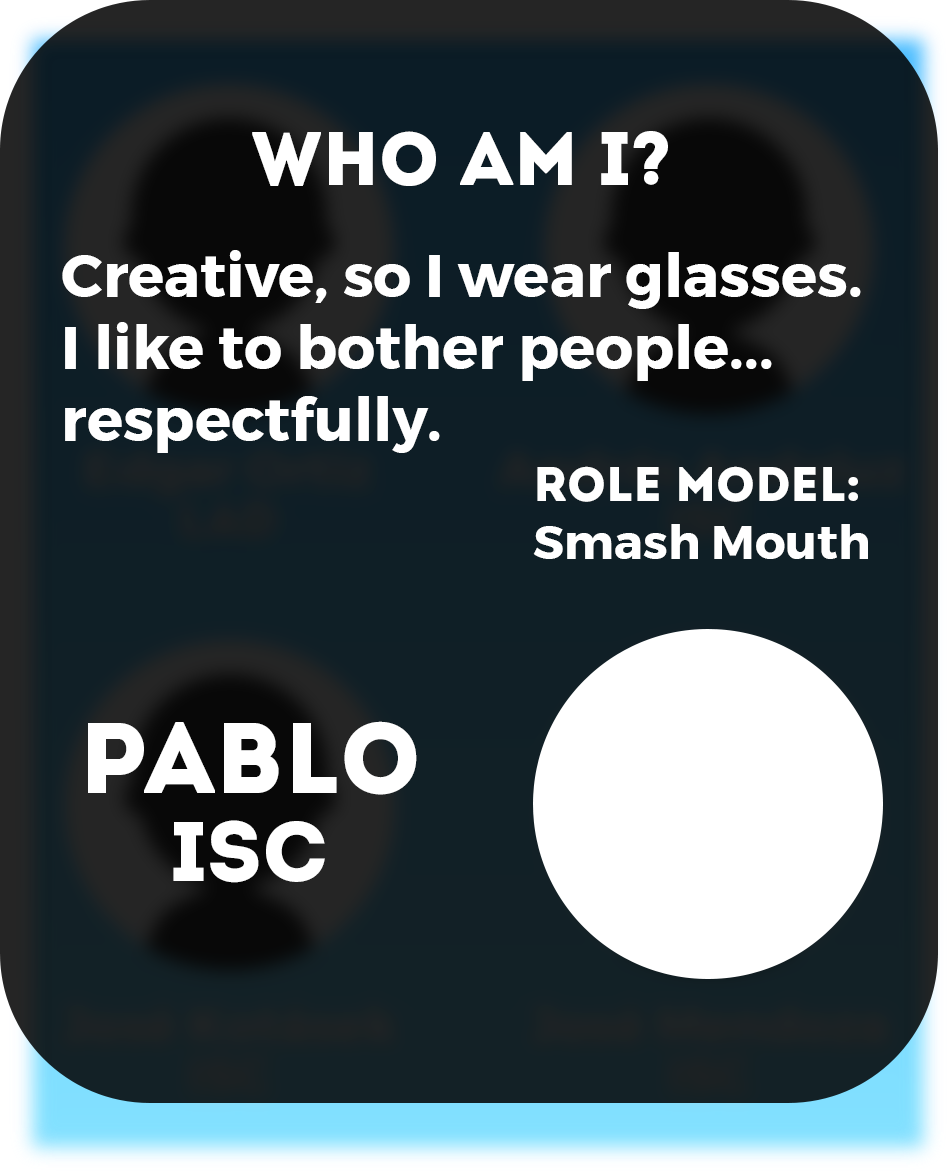 WHO AM I?
Creative, so I wear glasses.
I like to bother people...
respectfully.
ROLE MODEL:
Smash Mouth
PABLO
ISC